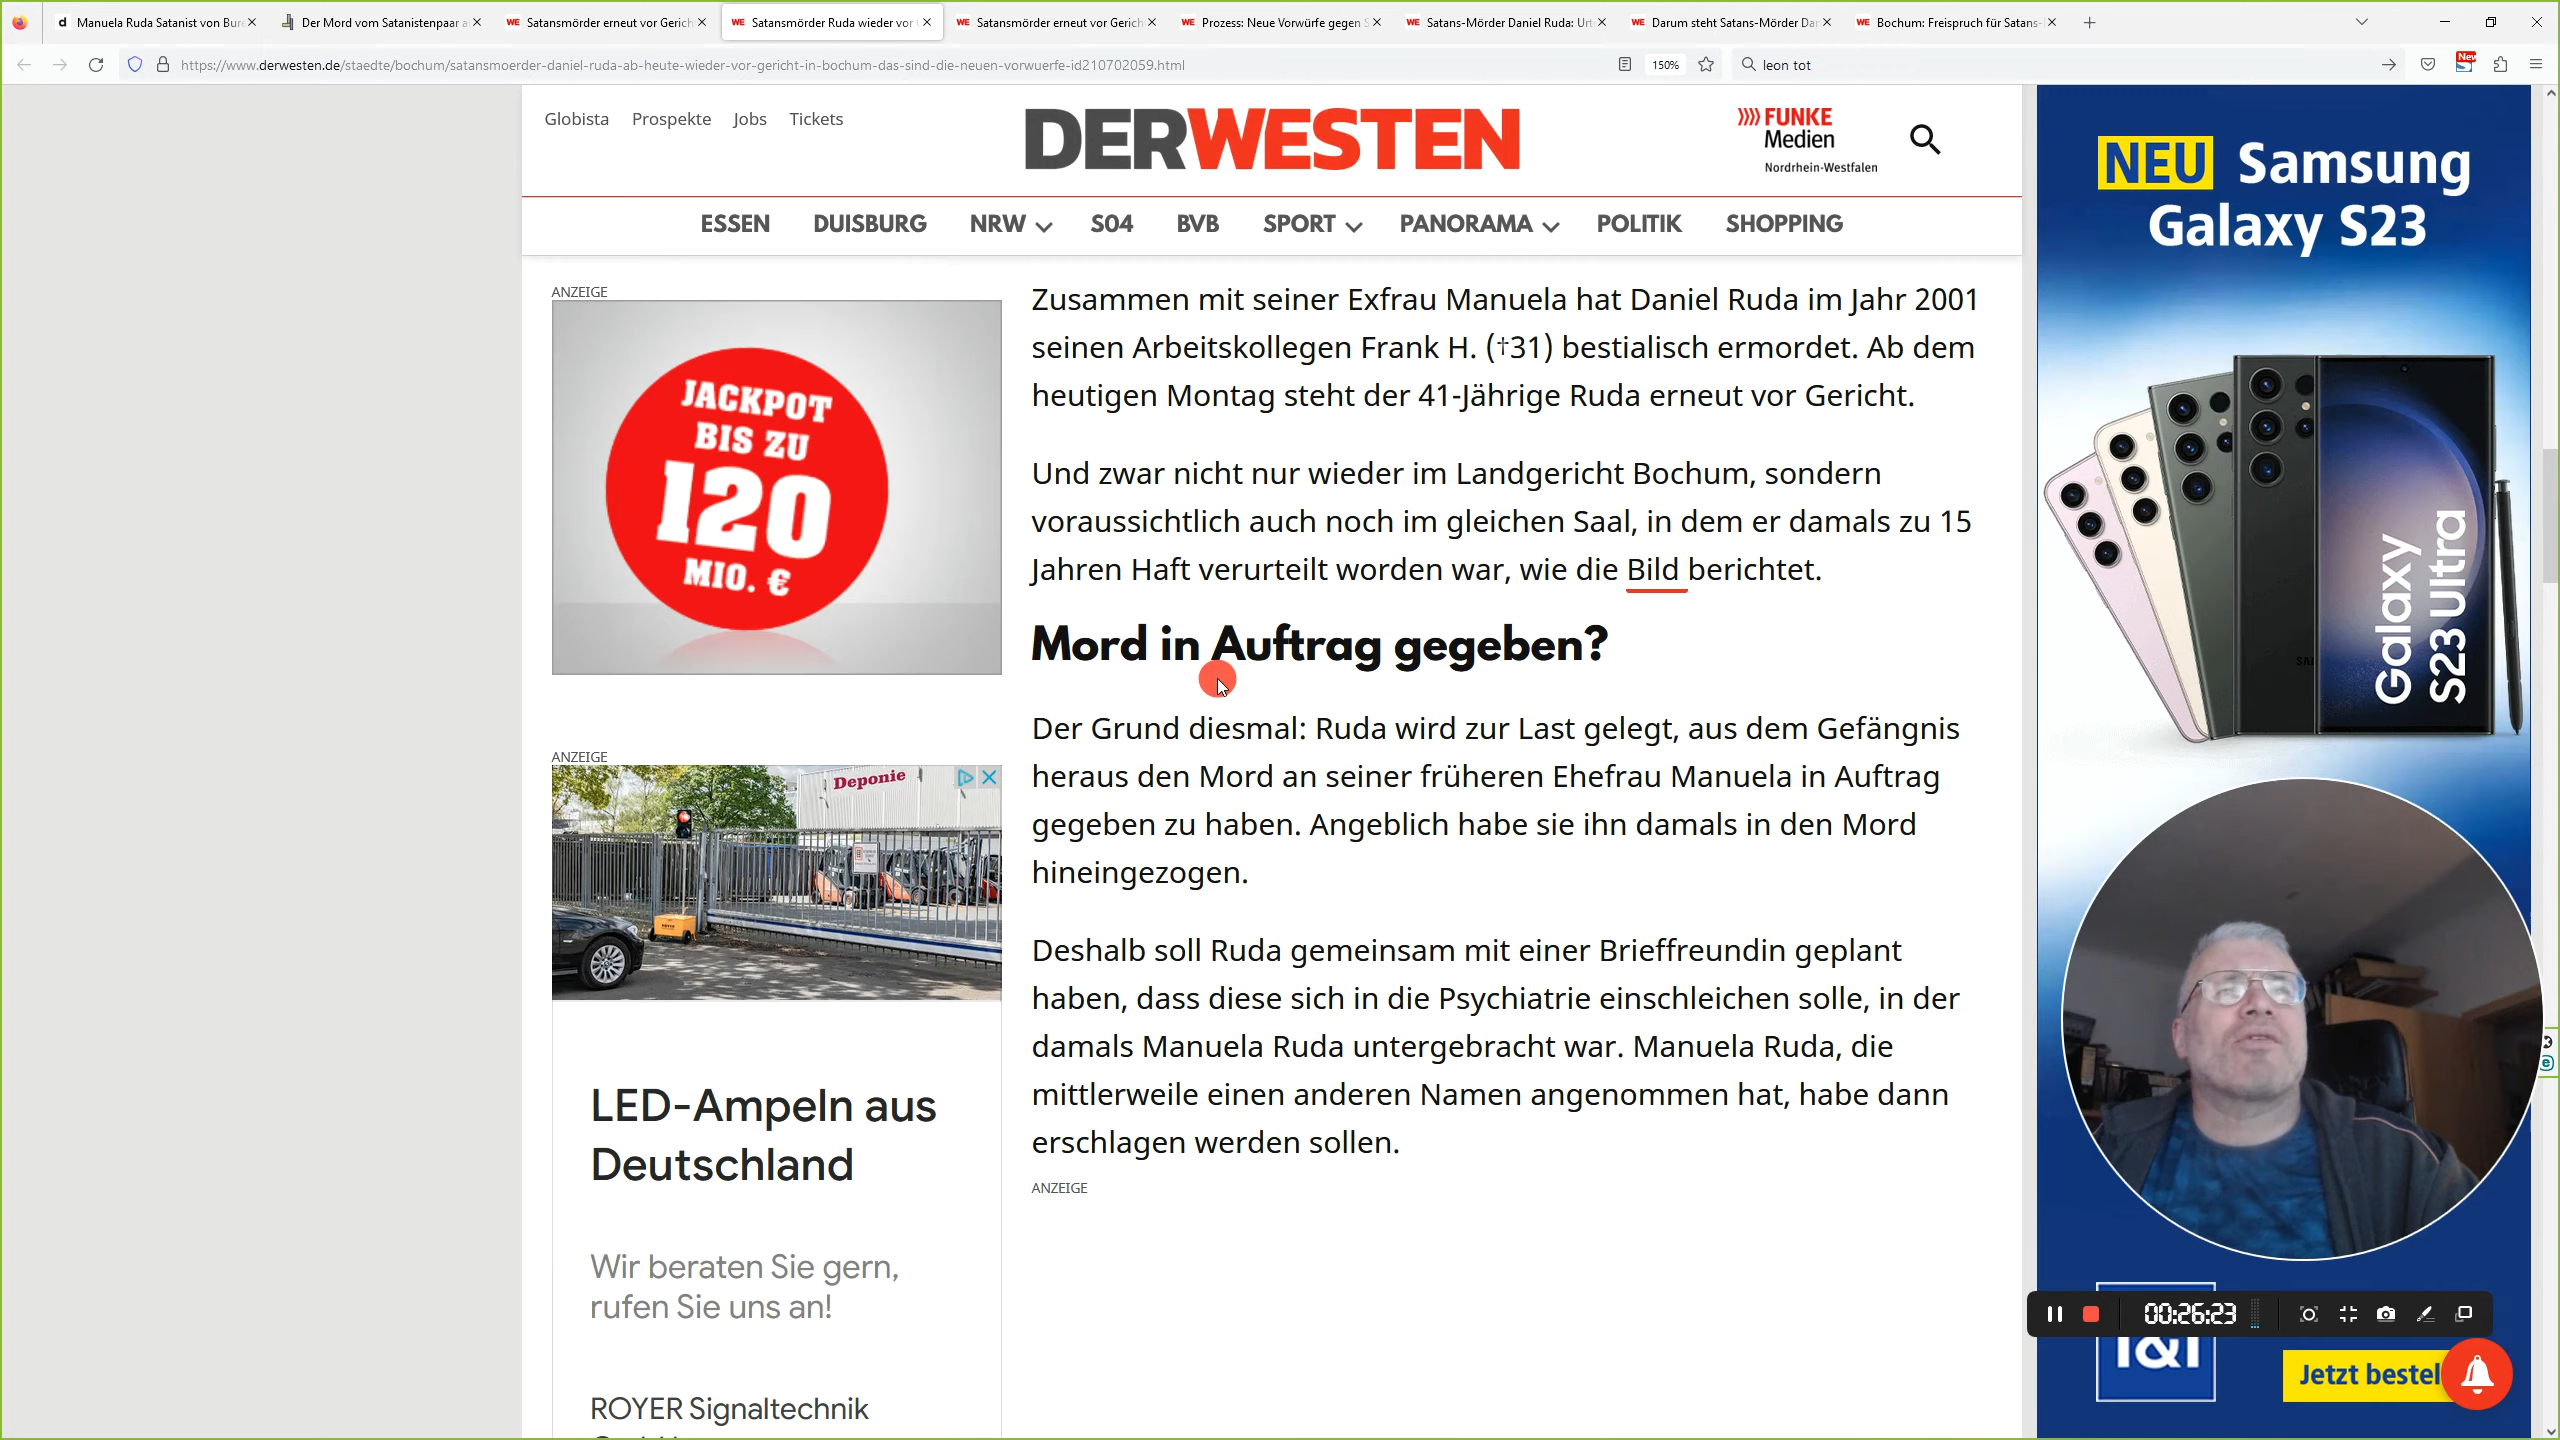 Manuela Ruda Satanist von Bur
Der Mord vom Satanistenpaar a
WE Satansmörder erneut vor Gerich
WE Satansmörder Ruda wieder vor
WE Satansmörder erneut vor Gerich
WE Prozess: Neue Vorwürfe gegen S
WE Satans-Mörder Daniel Ruda: Urt
WE Darum steht Satans-Mörder Dan
WE Bochum: Freispruch für Satans-
https://www.derwesten.de/staedte/bochum/satansmoerder-daniel-ruda-ab-heute-wieder-vor-gericht-in-bochum-das-sind-die-neuen-vorwuerfe-id210702059.html
150%
leon tot
New
Globista Prospekte Jobs Tickets
DERWESTEN
FUNKE
Medien
Nordrhein-Westfalen
ESSEN DUISBURG NRW S04 BVB SPORT PANORAMA POLITIK SHOPPING
ANZEIGE
JACKPOT
BIS ZU
120
MIO. €
ANZEIGE
Deponie
LED-Ampeln aus
Deutschland
Wir beraten Sie gern,
rufen Sie uns an!
ROYER Signaltechnik
Zusammen mit seiner Exfrau Manuela hat Daniel Ruda im Jahr 2001
seinen Arbeitskollegen Frank H. (†31) bestialisch ermordet. Ab dem
heutigen Montag steht der 41-Jährige Ruda erneut vor Gericht.
Und zwar nicht nur wieder im Landgericht Bochum, sondern
voraussichtlich auch noch im gleichen Saal, in dem er damals zu 15
Jahren Haft verurteilt worden war, wie die Bild berichtet.
Mord in Auftrag gegeben?
Der Grund diesmal: Ruda wird zur Last gelegt, aus dem Gefängnis
heraus den Mord an seiner früheren Ehefrau Manuela in Auftrag
gegeben zu haben. Angeblich habe sie ihn damals in den Mord
hineingezogen.
Deshalb soll Ruda gemeinsam mit einer Brieffreundin geplant
haben, dass diese sich in die Psychiatrie einschleichen solle, in der
damals Manuela Ruda untergebracht war. Manuela Ruda, die
mittlerweile einen anderen Namen angenommen hat, habe dann
erschlagen werden sollen.
ANZEIGE
NEU Samsung
Galaxy S23
Galaxy
S23 Ultra
00:26:23
1&1
Jetzt bestel